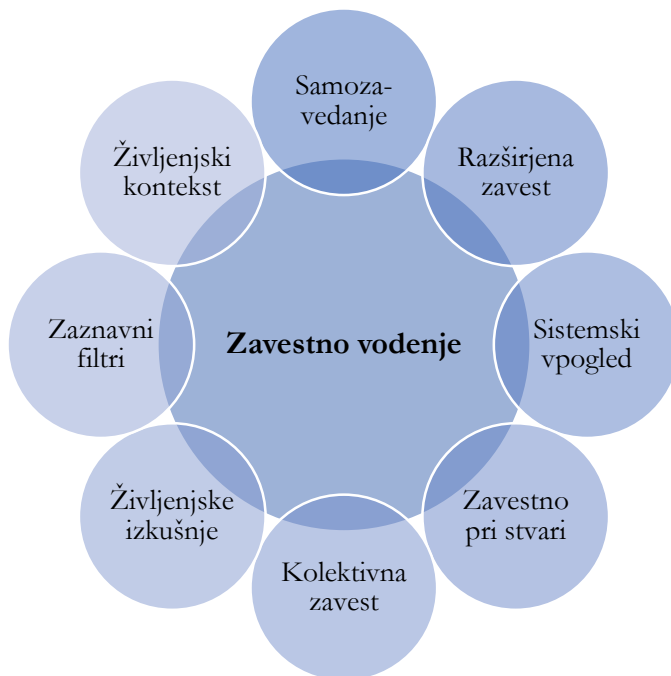 Samoza-
vedanje
Razširjena
zavest
Sistemski
vpogled
Zavestno
pri stvari
Kolektivna
zavest
Življenjske
izkušnje
Zaznavni
filtri
Življenjski
kontekst
Zavestno vodenje